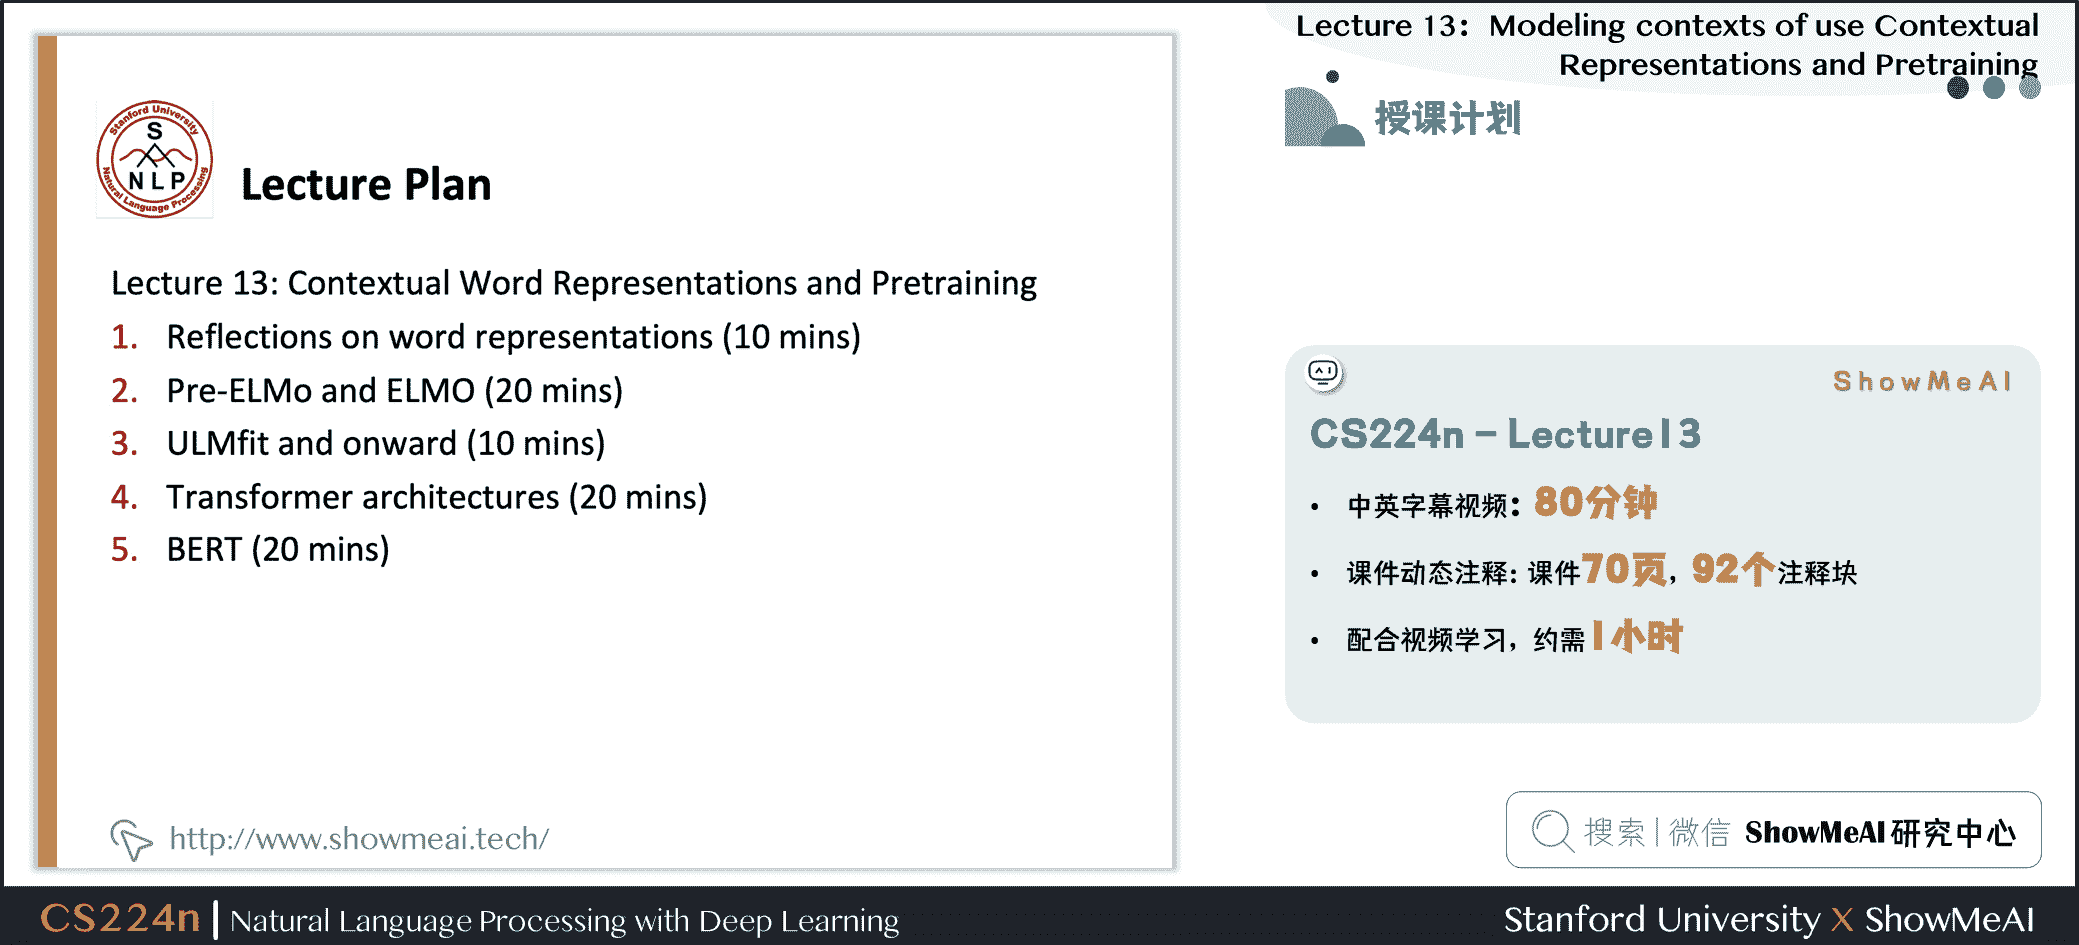 Lecture 13：Modeling contexts of use Contextual
Representations and Pretraining
授课计划
Stanford University
S
N L P
Natural Language Processing
Lecture Plan
Lecture 13: Contextual Word Representations and Pretraining
1. Reflections on word representations (10 mins)
2. Pre-ELMo and ELMO (20 mins)
3. ULMfit and onward (10 mins)
4. Transformer architectures (20 mins)
5. BERT (20 mins)
http://www.showmeai.tech/
ShowMeAI
CS224n – Lecture13
• 中英字幕视频：80分钟
• 课件动态注释：课件70页，92个注释块
• 配合视频学习，约需1小时
搜索|微信 ShowMeAI研究中心
CS224n | Natural Language Processing with Deep Learning
Stanford University X ShowMeAI